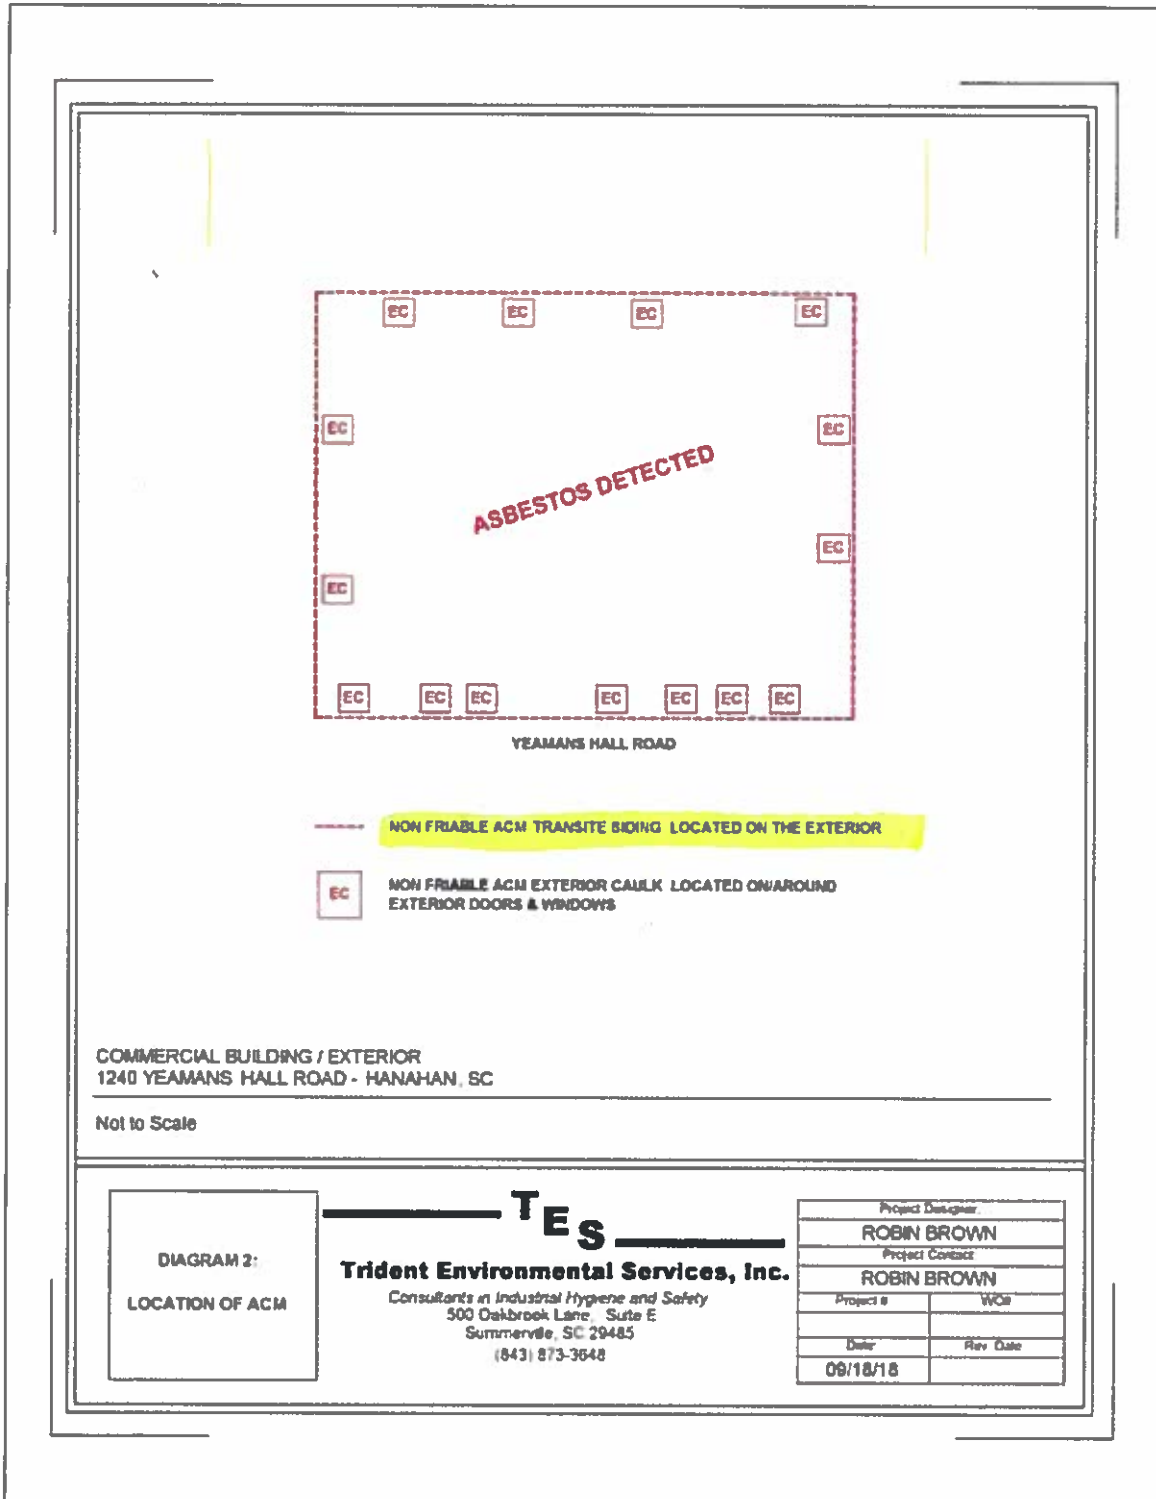 EC EC EC EC
EC EC
ASBESTOS DETECTED
EC
EC
EC EC EC EC EC EC EC
YEAMANS HALL ROAD
NON FRIABLE ACM TRANSITE SIDING LOCATED ON THE EXTERIOR
EC
NON FRIABLE ACM EXTERIOR CAULK LOCATED ON/AROUND
EXTERIOR DOORS & WINDOWS
COMMERCIAL BUILDING / EXTERIOR
1240 YEAMANS HALL ROAD - HANAHAN, SC
Not to Scale
DIAGRAM 2:
LOCATION OF ACM
TES
Trident Environmental Services, Inc.
Consultants in Industrial Hygiene and Safety
500 Oakbrook Lane, Suite E
Summerville, SC 29485
(843) 873-3648
Project Designer
ROBIN BROWN
Project Contact
ROBIN BROWN
Project # WO#
Date Rev. Date
09/18/18